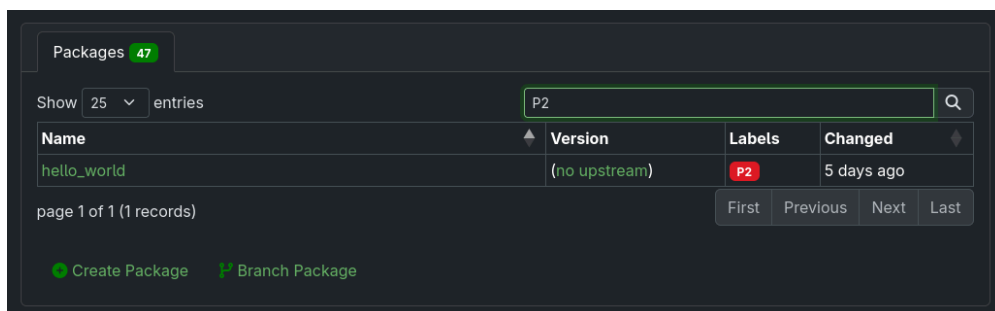 Packages 47
Show 25 entries P2
Name Version Labels Changed
hello_world (no upstream) P2 5 days ago
page 1 of 1 (1 records) First Previous Next Last
Create Package Branch Package